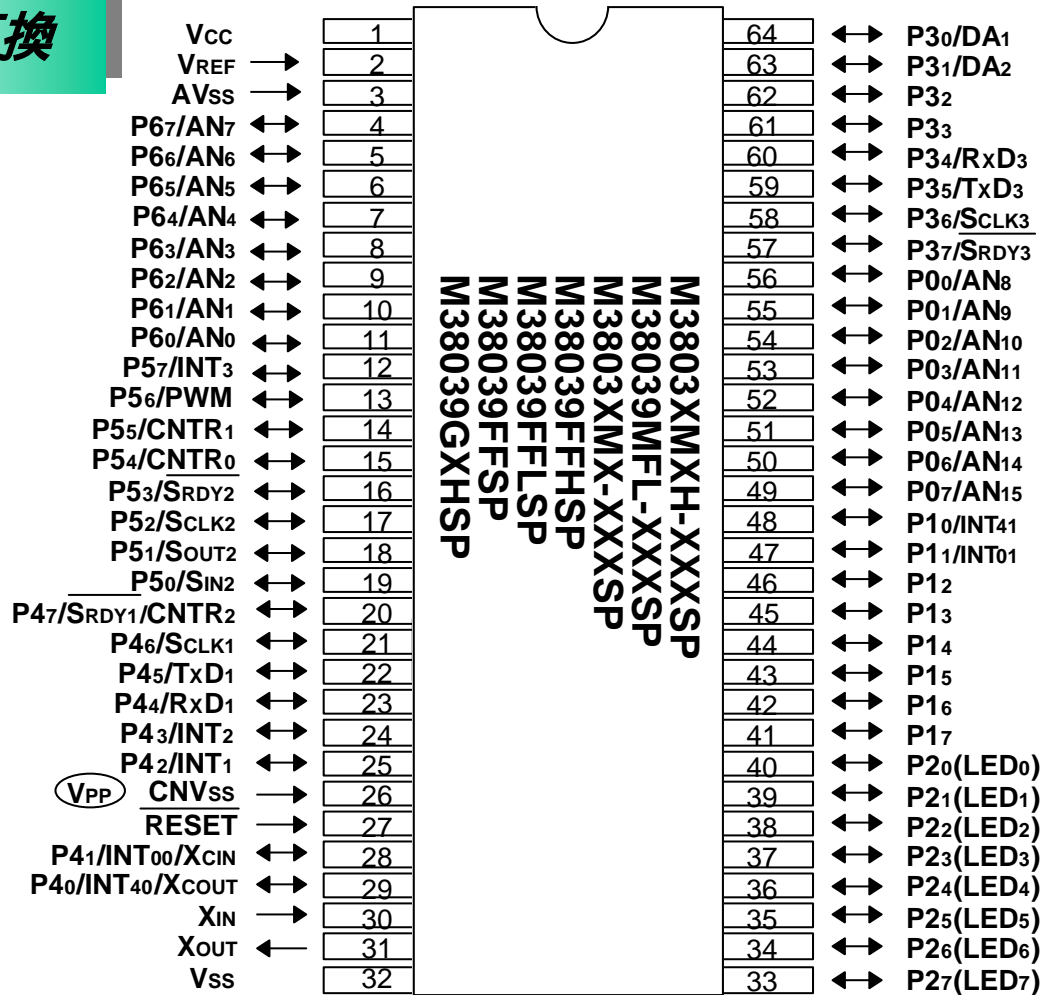 換
VCC 1
VREF 2
AVSS 3
P67/AN7 4
P66/AN6 5
P65/AN5 6
P64/AN4 7
P63/AN3 8
P62/AN2 9
P61/AN1 10
P60/AN0 11
P57/INT3 12
P56/PWM 13
P55/CNTR1 14
P54/CNTR0 15
P53/SRDY2 16
P52/SCLK2 17
P51/SOUT2 18
P50/SIN2 19
P47/SRDY1/CNTR2 20
P46/SCLK1 21
P45/TxD1 22
P44/RxD1 23
P43/INT2 24
P42/INT1 25
VPP CNVSS 26
RESET 27
P41/INT00/XCIN 28
P40/INT40/XCOUT 29
XIN 30
XOUT 31
VSS 32
M3803XMXH-XXXSP
M38039MFL-XXXSP
M3803XMX-XXXSP
M38039FFHSP
M38039FFLSP
M38039FFSP
M38039GXHSP
64 P30/DA1
63 P31/DA2
62 P32
61 P33
60 P34/RxD3
59 P35/TxD3
58 P36/SCLK3
57 P37/SRDY3
56 P00/AN8
55 P01/AN9
54 P02/AN10
53 P03/AN11
52 P04/AN12
51 P05/AN13
50 P06/AN14
49 P07/AN15
48 P10/INT41
47 P11/INT01
46 P12
45 P13
44 P14
43 P15
42 P16
41 P17
40 P20(LED0)
39 P21(LED1)
38 P22(LED2)
37 P23(LED3)
36 P24(LED4)
35 P25(LED5)
34 P26(LED6)
33 P27(LED7)